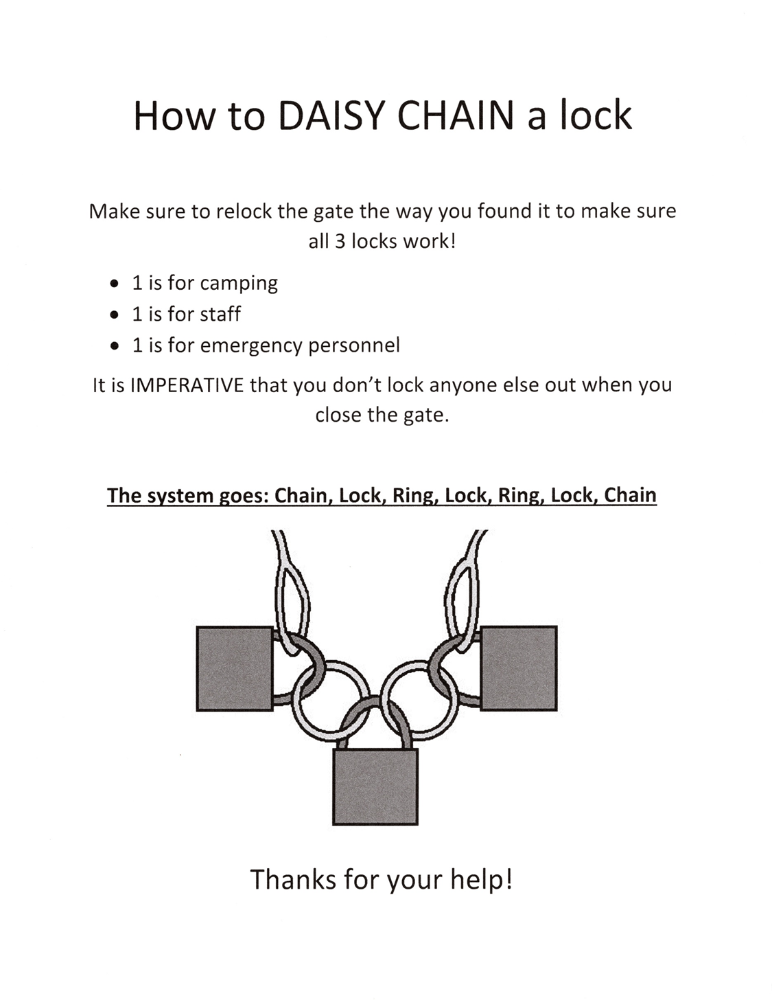 How to DAISY CHAIN a lock
Make sure to relock the gate the way you found it to make sure
all 3 locks work!
• 1 is for camping
• 1 is for staff
• 1 is for emergency personnel
It is IMPERATIVE that you don’t lock anyone else out when you
close the gate.
The system goes: Chain, Lock, Ring, Lock, Ring, Lock, Chain
Thanks for your help!